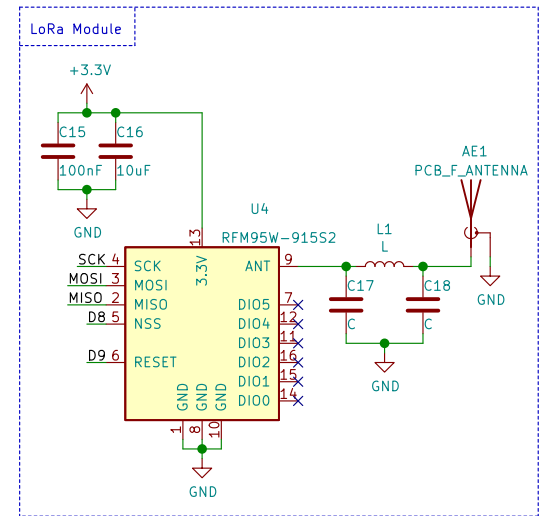 LoRa Module
+3.3V
C15
100nF
C16
10uF
GND
U4
RFM95W-915S2
13
3.3V
SCK 4 SCK
MOSI 3 MOSI
MISO 2 MISO
D8 5 NSS
D9 6 RESET
ANT 9
DIO5 7
DIO4 12
DIO3 11
DIO2 16
DIO1 15
DIO0 14
GND GND GND
1 8 10
GND
L1
L
C17
C
C18
C
GND
AE1
PCB_F_ANTENNA
GND